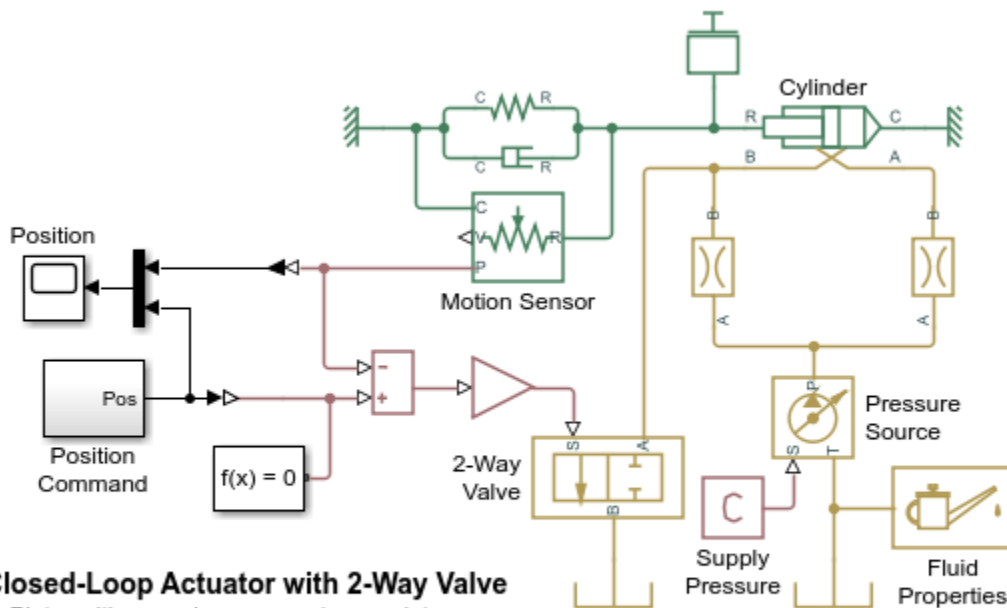 Cylinder
C R
R C
B A
C R
C
V R
P
Position
Motion Sensor
B B
A A
Pos
Position
Command
-
+
f(x) = 0
2-Way
Valve
S A
B
P
S T
Pressure
Source
C
Supply
Pressure
Fluid
Properties
Closed-Loop Actuator with 2-Way Valve